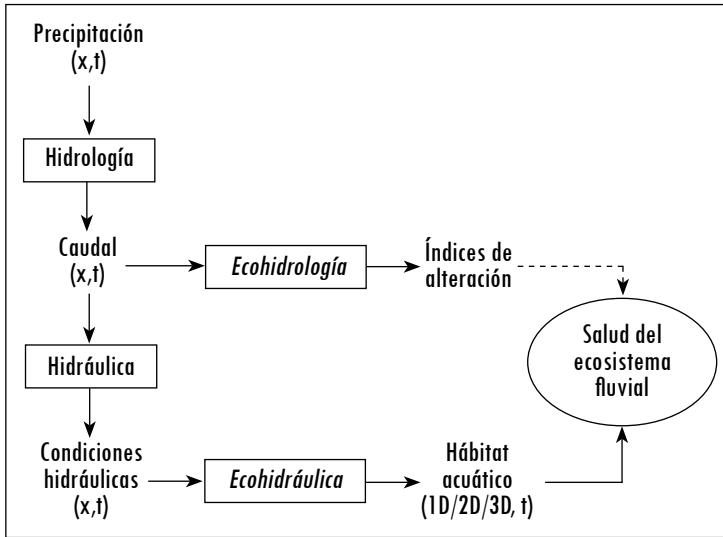 Precipitación
(x,t)
Hidrología
Caudal
(x,t)
Ecohidrología
Índices de
alteración
Salud del
ecosistema
fluvial
Hidráulica
Condiciones
hidráulicas
(x,t)
Ecohidráulica
Hábitat
acuático
(1D/2D/3D, t)